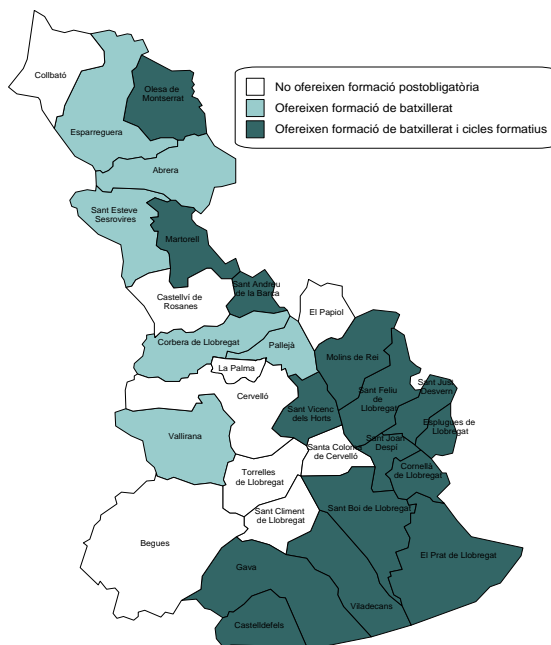 Collbató
Olesa de
Montserrat
No ofereixen formació postobligatòria
Ofereixen formació de batxillerat
Ofereixen formació de batxillerat i cicles formatius
Esparreguera
Abrera
Sant Esteve
Sesrovires
Martorell
Castellví de
Rosanes
Sant Andreu
de la Barca
El Papiol
Corbera de Llobregat
Pallejà
Molins de Rei
La Palma
Sant Just
Desvern
Cervelló
Sant Feliu
de
Llobregat
Sant Vicenc
dels Horts
Esplugues de
Llobregat
Vallirana
Santa Coloma
de Cervelló
Sant Joan
Despí
Cornellà
de Llobregat
Torrelles
de Llobregat
Sant Climent
de Llobregat
Sant Boi de Llobregat
Begues
El Prat de Llobregat
Gava
Viladecans
Castelldefels